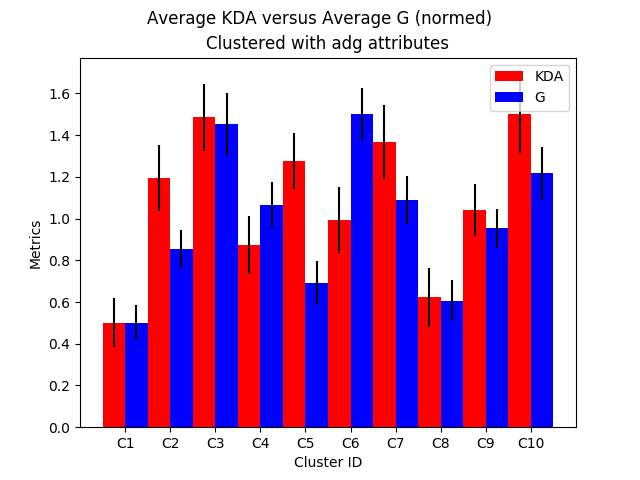 Average KDA versus Average G (normed)
Clustered with adg attributes
KDA
G
Metrics
1.6
1.4
1.2
1.0
0.8
0.6
0.4
0.2
0.0
C1 C2 C3 C4 C5 C6 C7 C8 C9 C10
Cluster ID